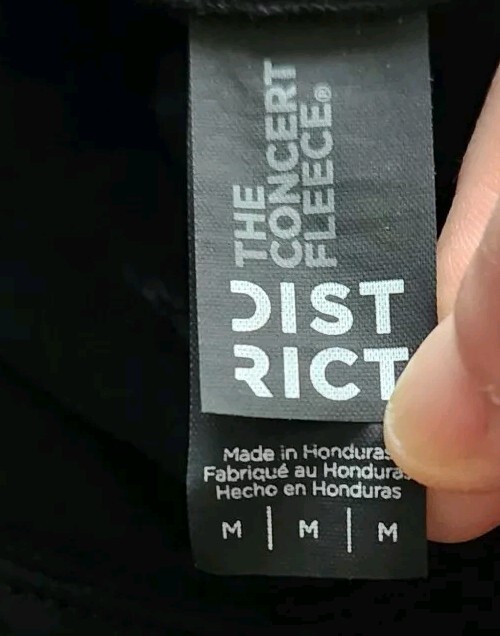 THE
CONCERT
FLEECE®
DIST
RICT
Made in Honduras
Fabriqué au Honduras
Hecho en Honduras
M | M | M